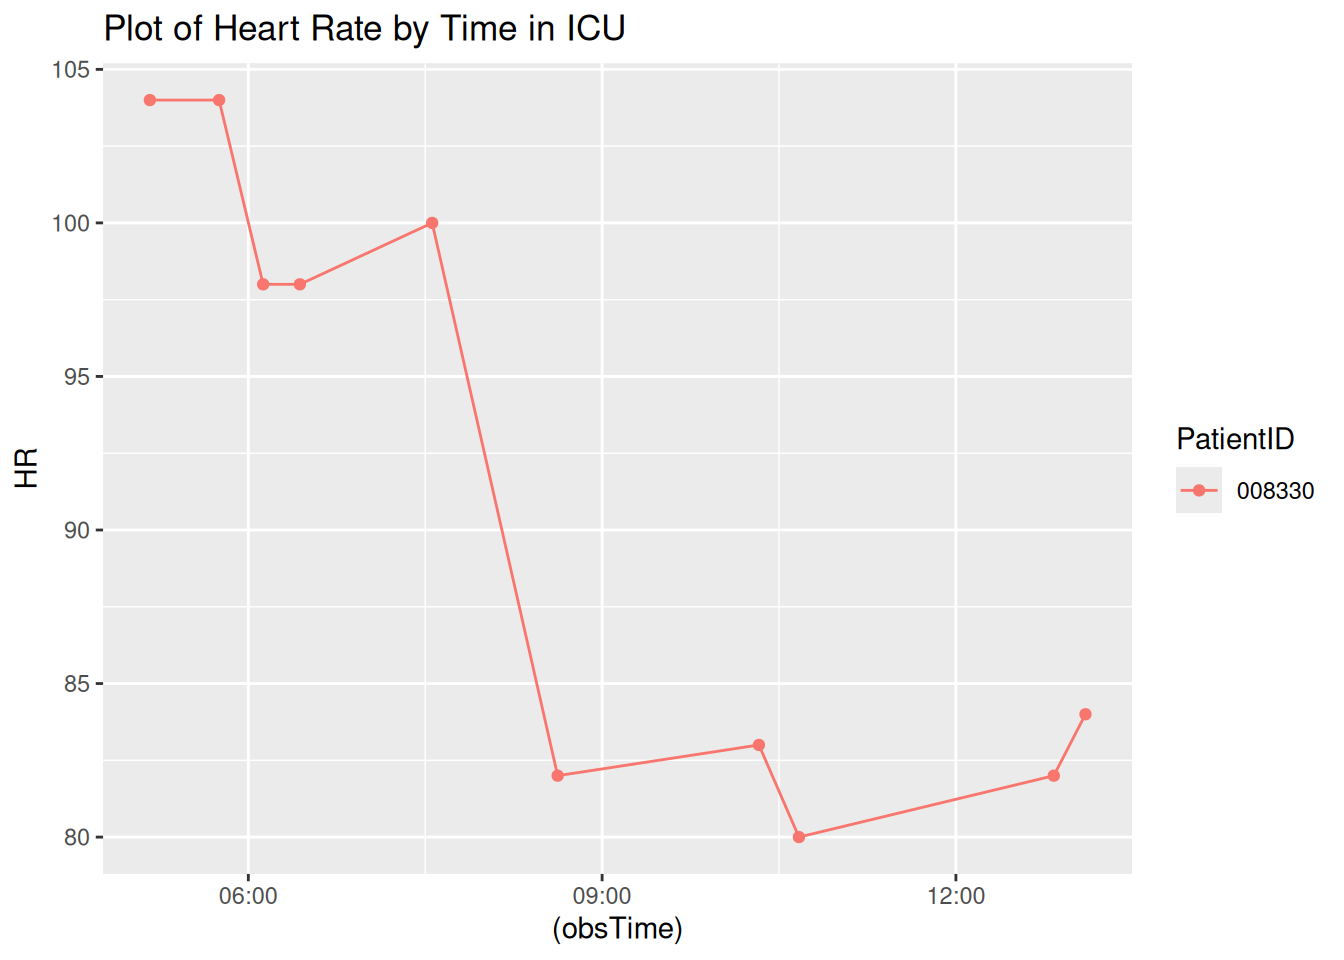 Plot of Heart Rate by Time in ICU
105
100
95
90
85
80
HR
06:00
09:00
12:00
(obsTime)
PatientID
008330